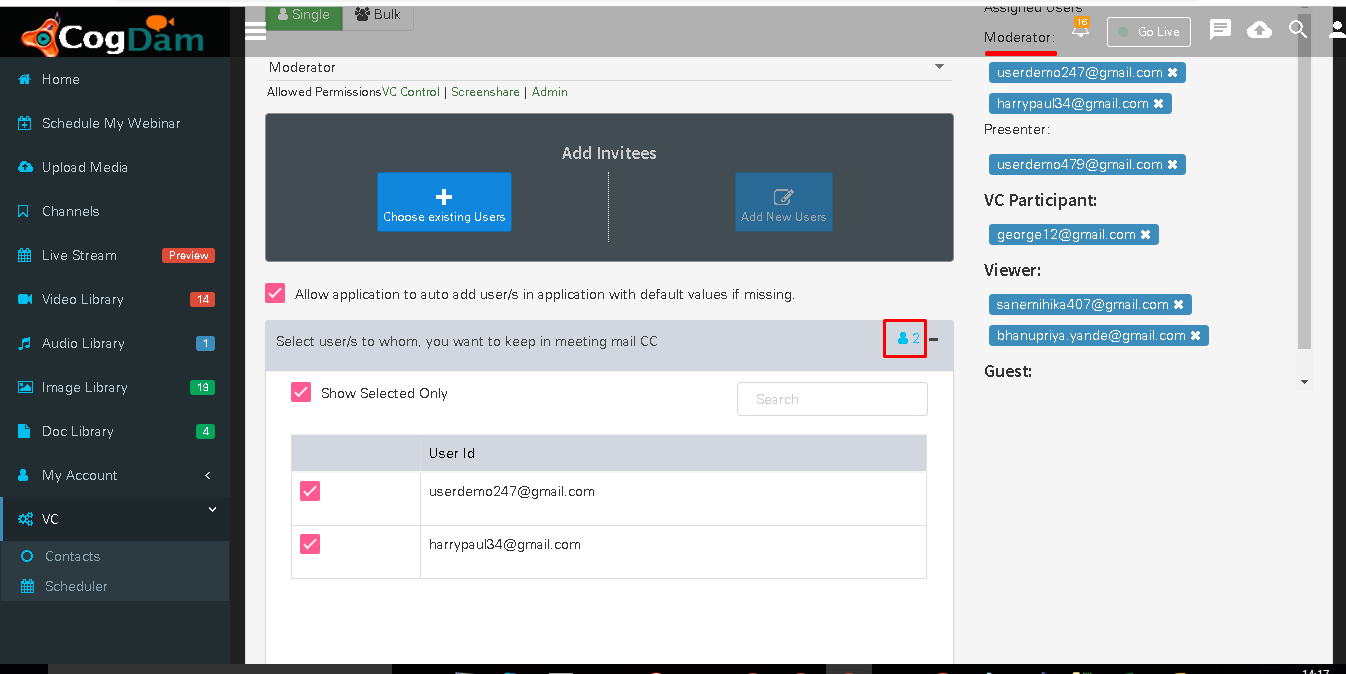 CogDam
Home
Schedule My Webinar
Upload Media
Channels
Live Stream Preview
Video Library 14
Audio Library 1
Image Library 19
Doc Library 4
My Account
VC
Contacts
Scheduler
Single Bulk
Moderator
Allowed PermissionsVC Control | Screenshare | Admin
Add Invitees
Choose existing Users
Add New Users
Allow application to auto add user/s in application with default values if missing.
Select user/s to whom, you want to keep in meeting mail CC 2
Show Selected Only
Search
User Id
userdemo247@gmail.com
harrypaul34@gmail.com
16
Go Live
Assigned Users
Moderator:
userdemo247@gmail.com ✖
harrypaul34@gmail.com ✖
Presenter:
userdemo479@gmail.com ✖
VC Participant:
george12@gmail.com ✖
Viewer:
sanemihika407@gmail.com ✖
bhanupriya.yande@gmail.com ✖
Guest:
14:17